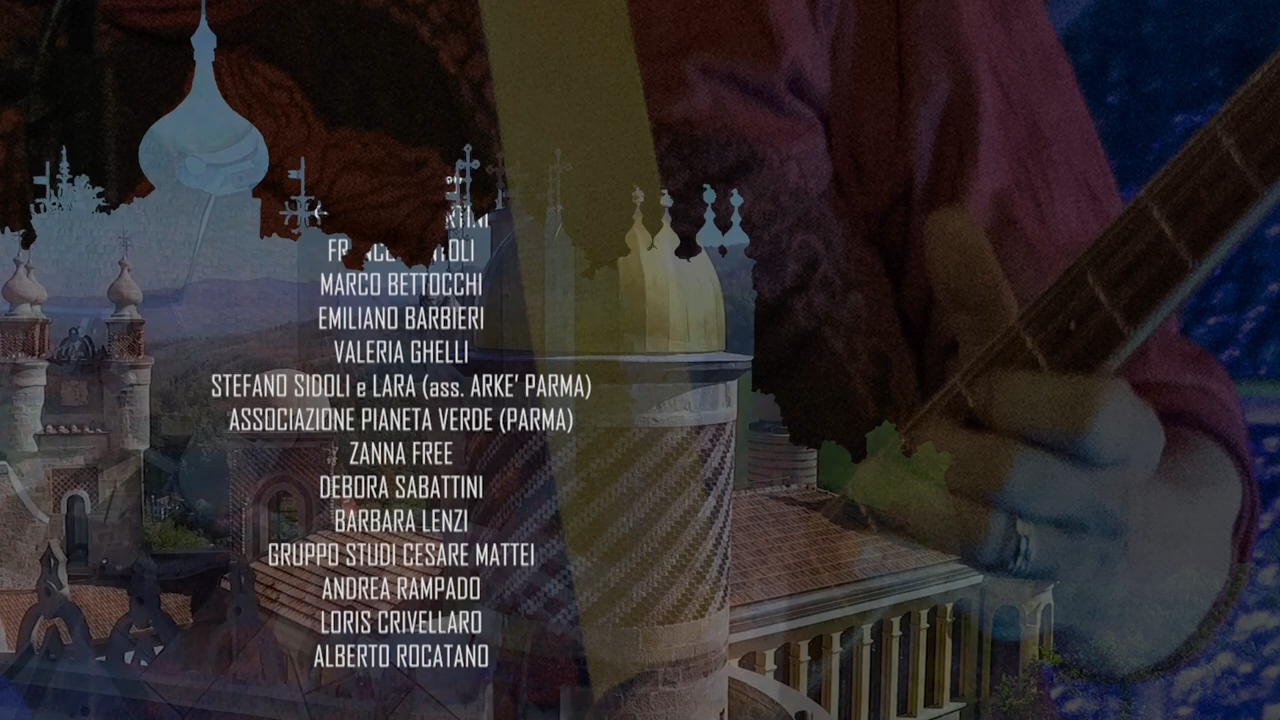 MARCO BETTOCCHI
EMILIANO BARBIERI
VALERIA GHELLI
STEFANO SIDOLI e LARA (ass. ARKE' PARMA)
ASSOCIAZIONE PIANETA VERDE (PARMA)
ZANNA FREE
DEBORA SABATTINI
BARBARA LENZI
GRUPPO STUDI CESARE MATTEI
ANDREA RAMPADO
LORIS CRIVELLARO
ALBERTO ROCATANO